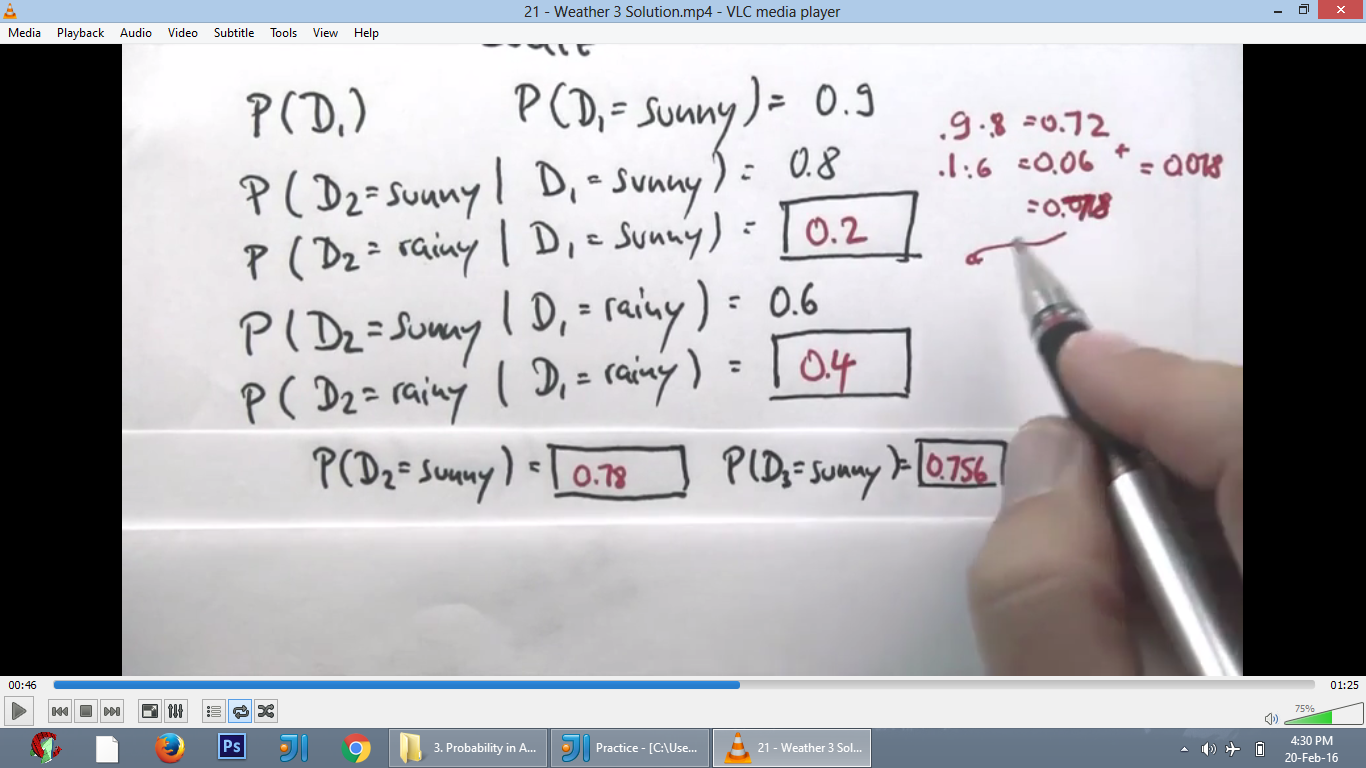 21 - Weather 3 Solution.mp4 - VLC media player
Media Playback Audio Video Subtitle Tools View Help
P(D₁) P(D₁ = sunny) = 0.9
P(D₂ = sunny | D₁ = sunny) = 0.8
P(D₂ = rainy | D₁ = sunny) = 0.2
P(D₂ = sunny | D₁ = rainy) = 0.6
P(D₂ = rainy | D₁ = rainy) = 0.4
.9 · .8 = 0.72
.1 · .6 = 0.06 + = 0.078
P(D₂ = sunny) = 0.78 P(D₃ = sunny) = 0.756
00:46 01:25
75%
3. Probability in A... Practice - [C:\Use... 21 - Weather 3 Sol...
Ps
4:30 PM
20-Feb-16